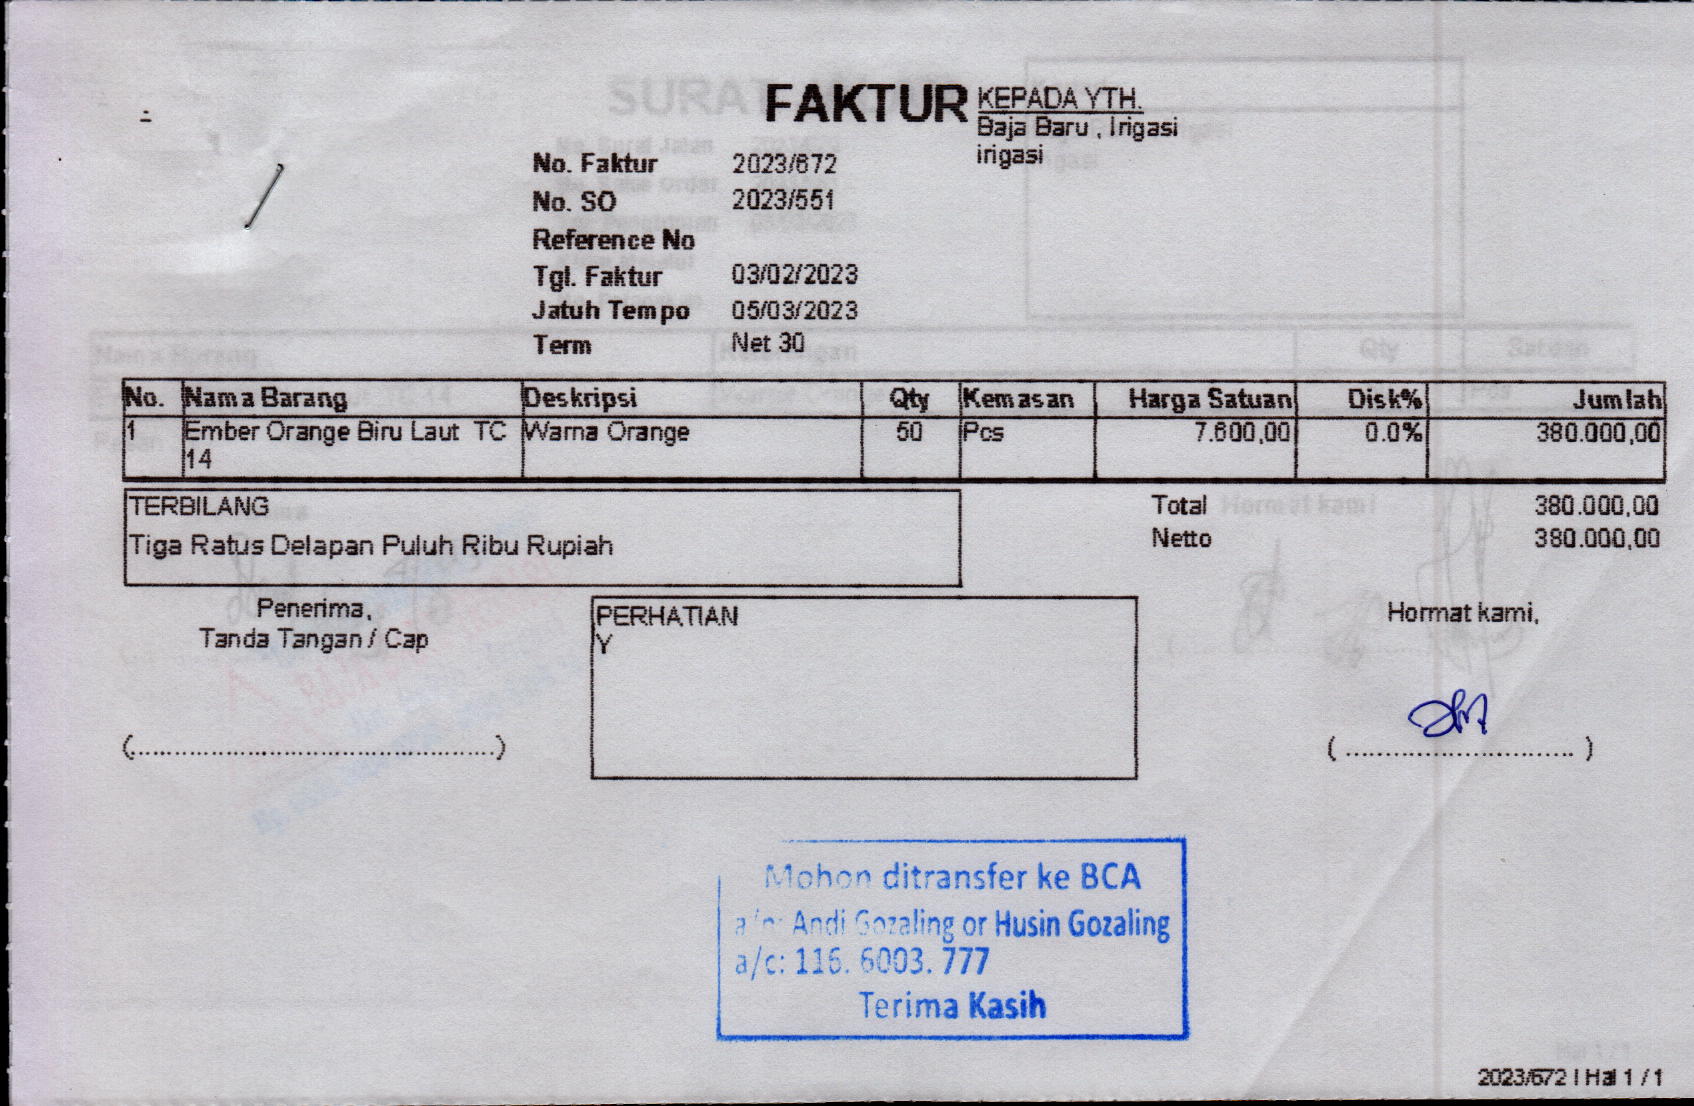 FAKTUR
KEPADA YTH.
Baja Baru , Irigasi
irigasi
No. Faktur 2023/672
No. SO 2023/551
Reference No
Tgl. Faktur 03/02/2023
Jatuh Tempo 05/03/2023
Term Net 30
No. Nama Barang Deskripsi Qty Kemasan Harga Satuan Disk% Jumlah
1 Ember Orange Biru Laut TC Warna Orange 50 Pcs 7.600,00 0.0% 380.000,00
14
TERBILANG
Tiga Ratus Delapan Puluh Ribu Rupiah
Total 380.000,00
Netto 380.000,00
Penerima,
Tanda Tangan / Cap
PERHATIAN
Y
Hormat kami,
(..................................................)
( ............................... )
Mohon ditransfer ke BCA
a/n: Andi Gozaling or Husin Gozaling
a/c: 116. 6003. 777
Terima Kasih
2023/672 | Hal 1 / 1